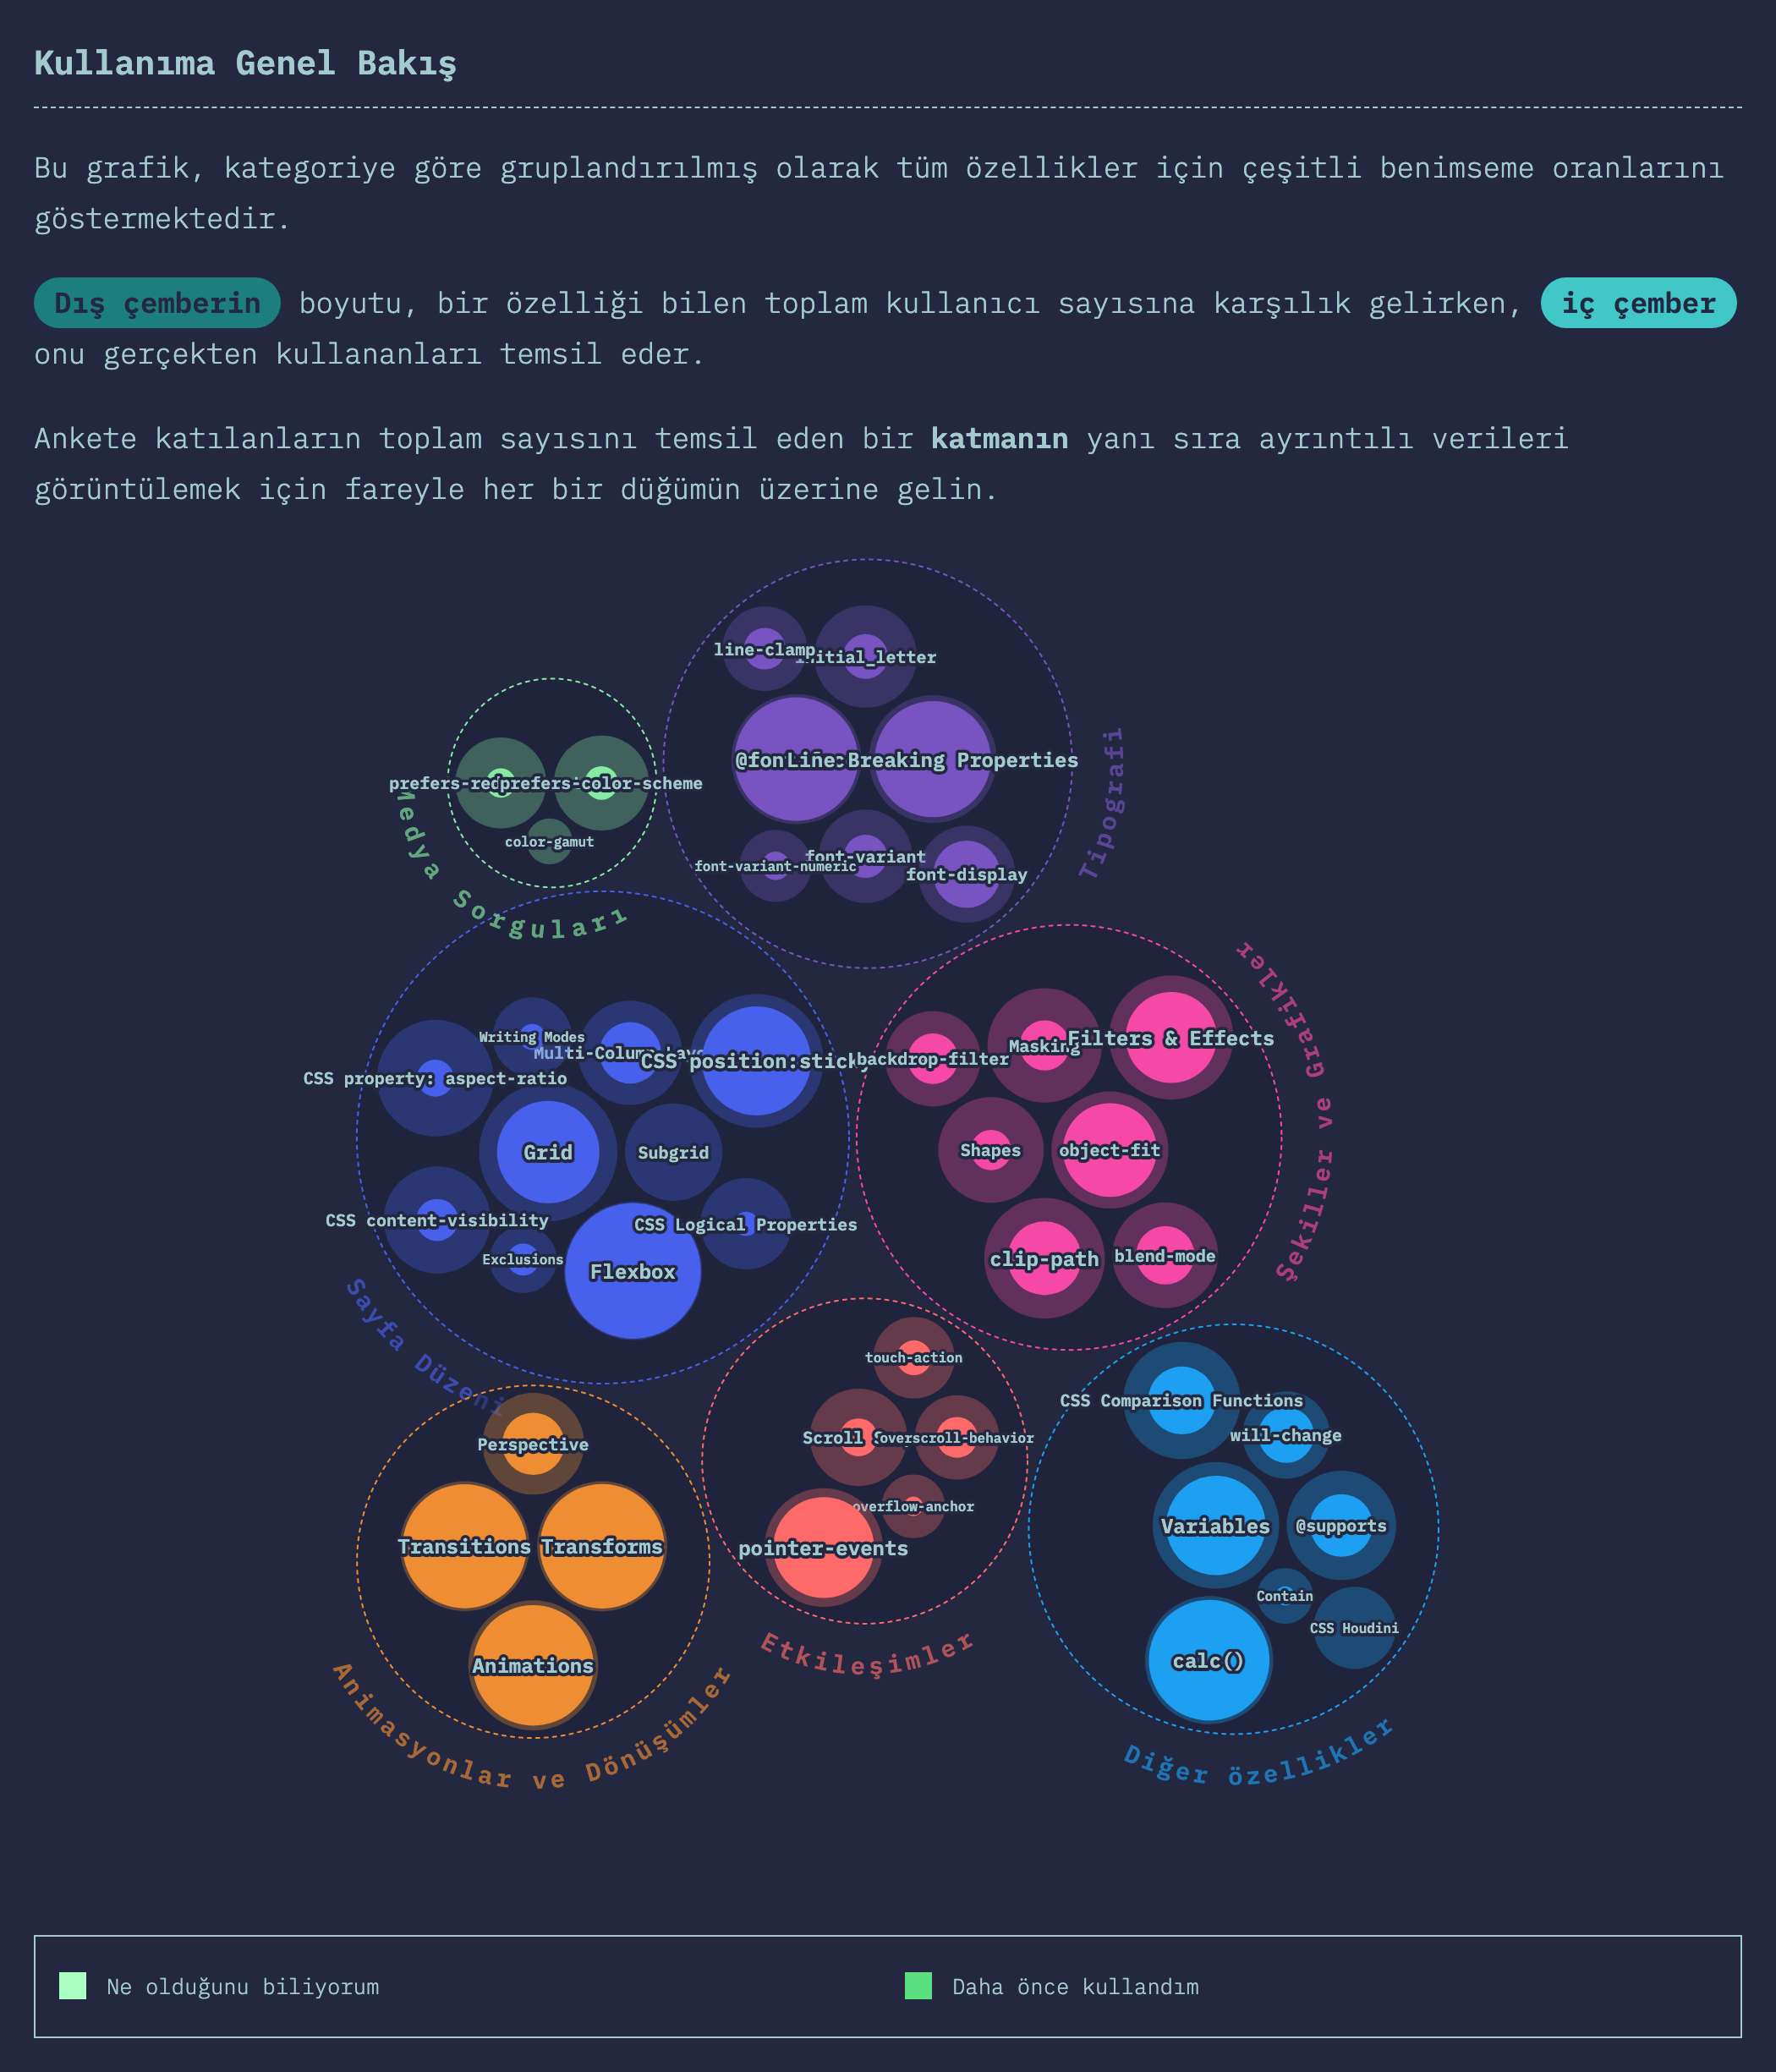 Kullanıma Genel Bakış
Bu grafik, kategoriye göre gruplandırılmış olarak tüm özellikler için çeşitli benimseme oranlarını
göstermektedir.
Dış çemberin boyutu, bir özelliği bilen toplam kullanıcı sayısına karşılık gelirken, iç çember
onu gerçekten kullananları temsil eder.
Ankete katılanların toplam sayısını temsil eden bir katmanın yanı sıra ayrıntılı verileri
görüntülemek için fareyle her bir düğümün üzerine gelin.
line-clamp
prefers-color-scheme
color-gamut
Medya Sorguları
Line Breaking Properties
font-variant-numeric
font-variant
font-display
Tipografi
Writing Modes
CSS position:sticky
CSS property: aspect-ratio
Grid
Subgrid
CSS content-visibility
CSS Logical Properties
Exclusions
Flexbox
Sayfa Düzeni
backdrop-filter
Masking
Filters & Effects
Shapes
object-fit
clip-path
blend-mode
Şekiller ve Grafikler
touch-action
Scroll
overscroll-behavior
overflow-anchor
pointer-events
Etkileşimler
Perspective
Transitions
Transforms
Animations
Animasyonlar ve Dönüşümler
CSS Comparison Functions
will-change
Variables
@supports
Contain
CSS Houdini
calc()
Diğer özellikler
Ne olduğunu biliyorum
Daha önce kullandım